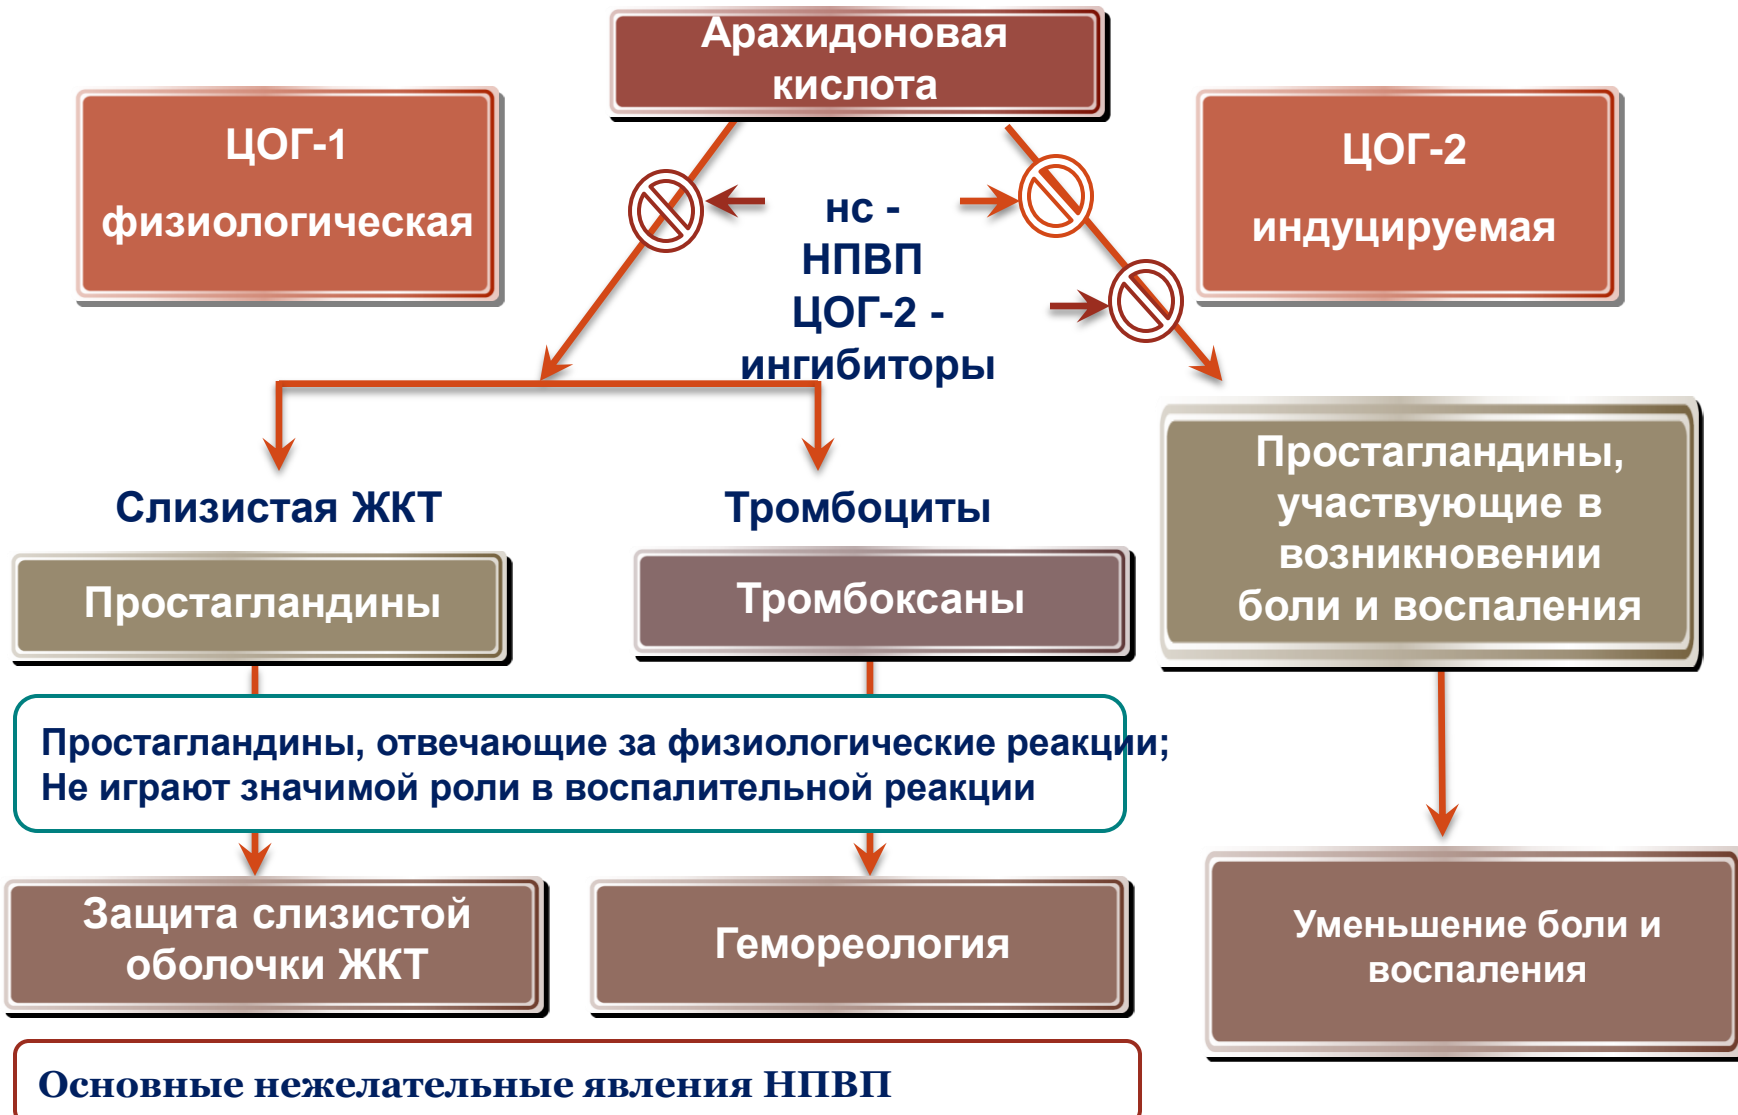 Арахидоновая
кислота
ЦОГ-1
физиологическая
ЦОГ-2
индуцируемая
нс -
НПВП
ЦОГ-2 -
ингибиторы
Слизистая ЖКТ
Тромбоциты
Простагландины
Тромбоксаны
Простагландины,
участвующие в
возникновении
боли и воспаления
Простагландины, отвечающие за физиологические реакции;
Не играют значимой роли в воспалительной реакции
Защита слизистой
оболочки ЖКТ
Гемореология
Уменьшение боли и
воспаления
Основные нежелательные явления НПВП